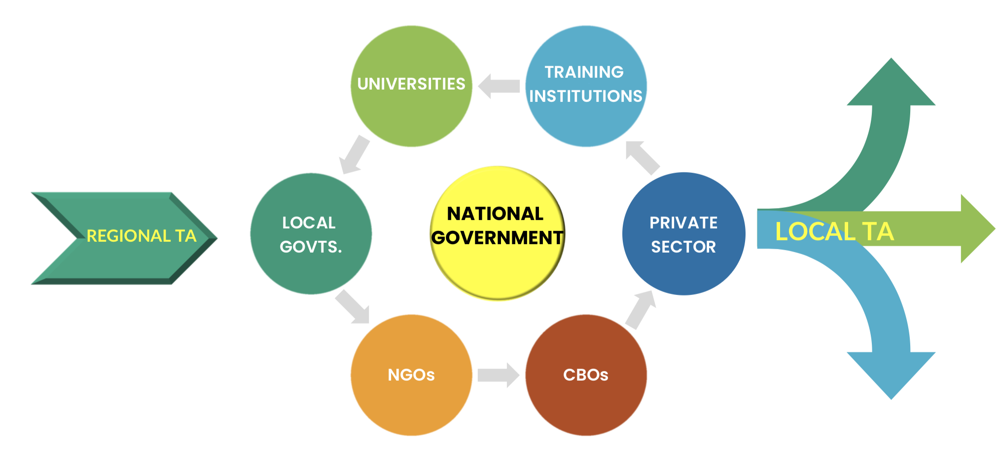 UNIVERSITIES
TRAINING
INSTITUTIONS
REGIONAL TA
LOCAL
GOVTS.
NATIONAL
GOVERNMENT
PRIVATE
SECTOR
LOCAL TA
NGOs
CBOs